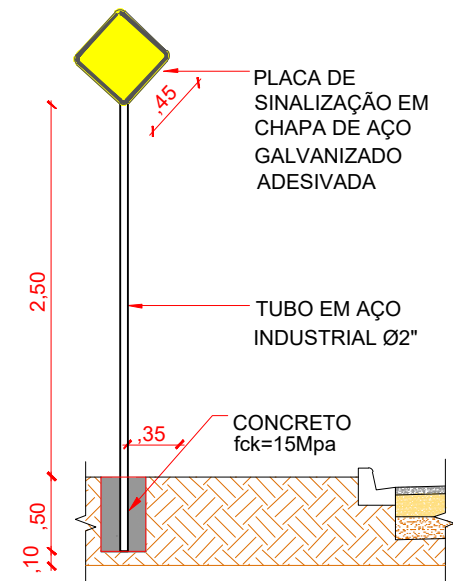 ,45
PLACA DE
SINALIZAÇÃO EM
CHAPA DE AÇO
GALVANIZADO
ADESIVADA
2,50
TUBO EM AÇO
INDUSTRIAL Ø2"
CONCRETO
fck=15Mpa
,35
,50
,10